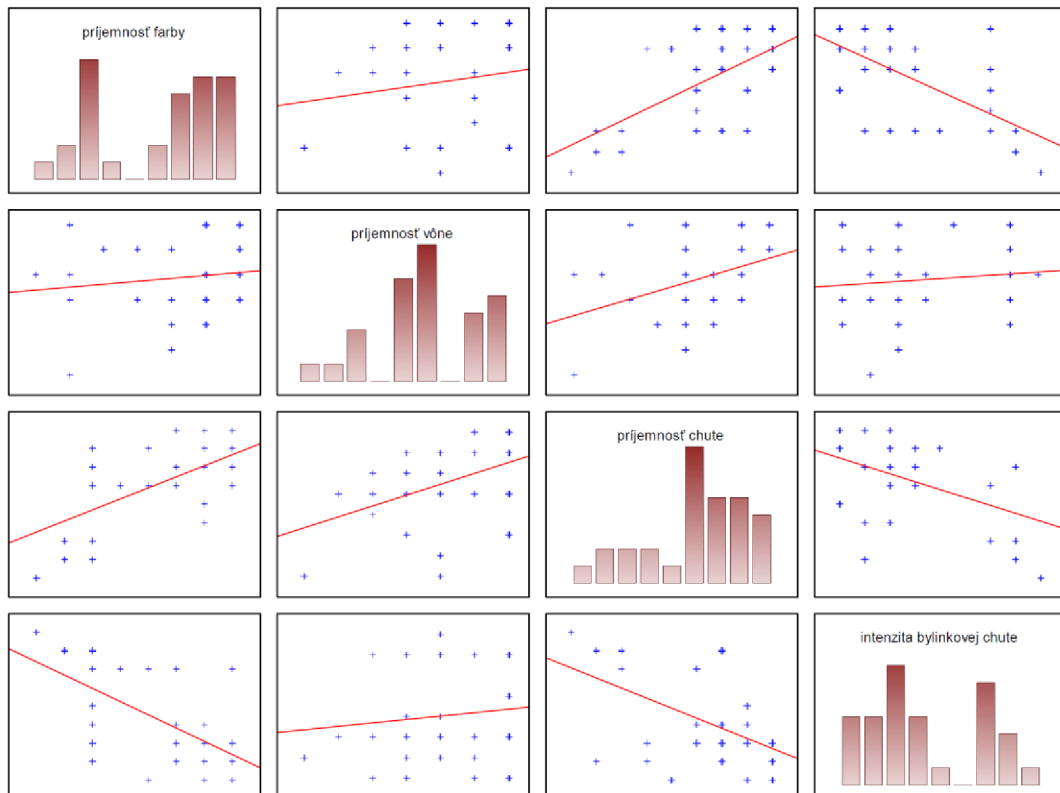 príjemnosť farby
príjemnosť vône
príjemnosť chute
intenzita bylinkovej chute